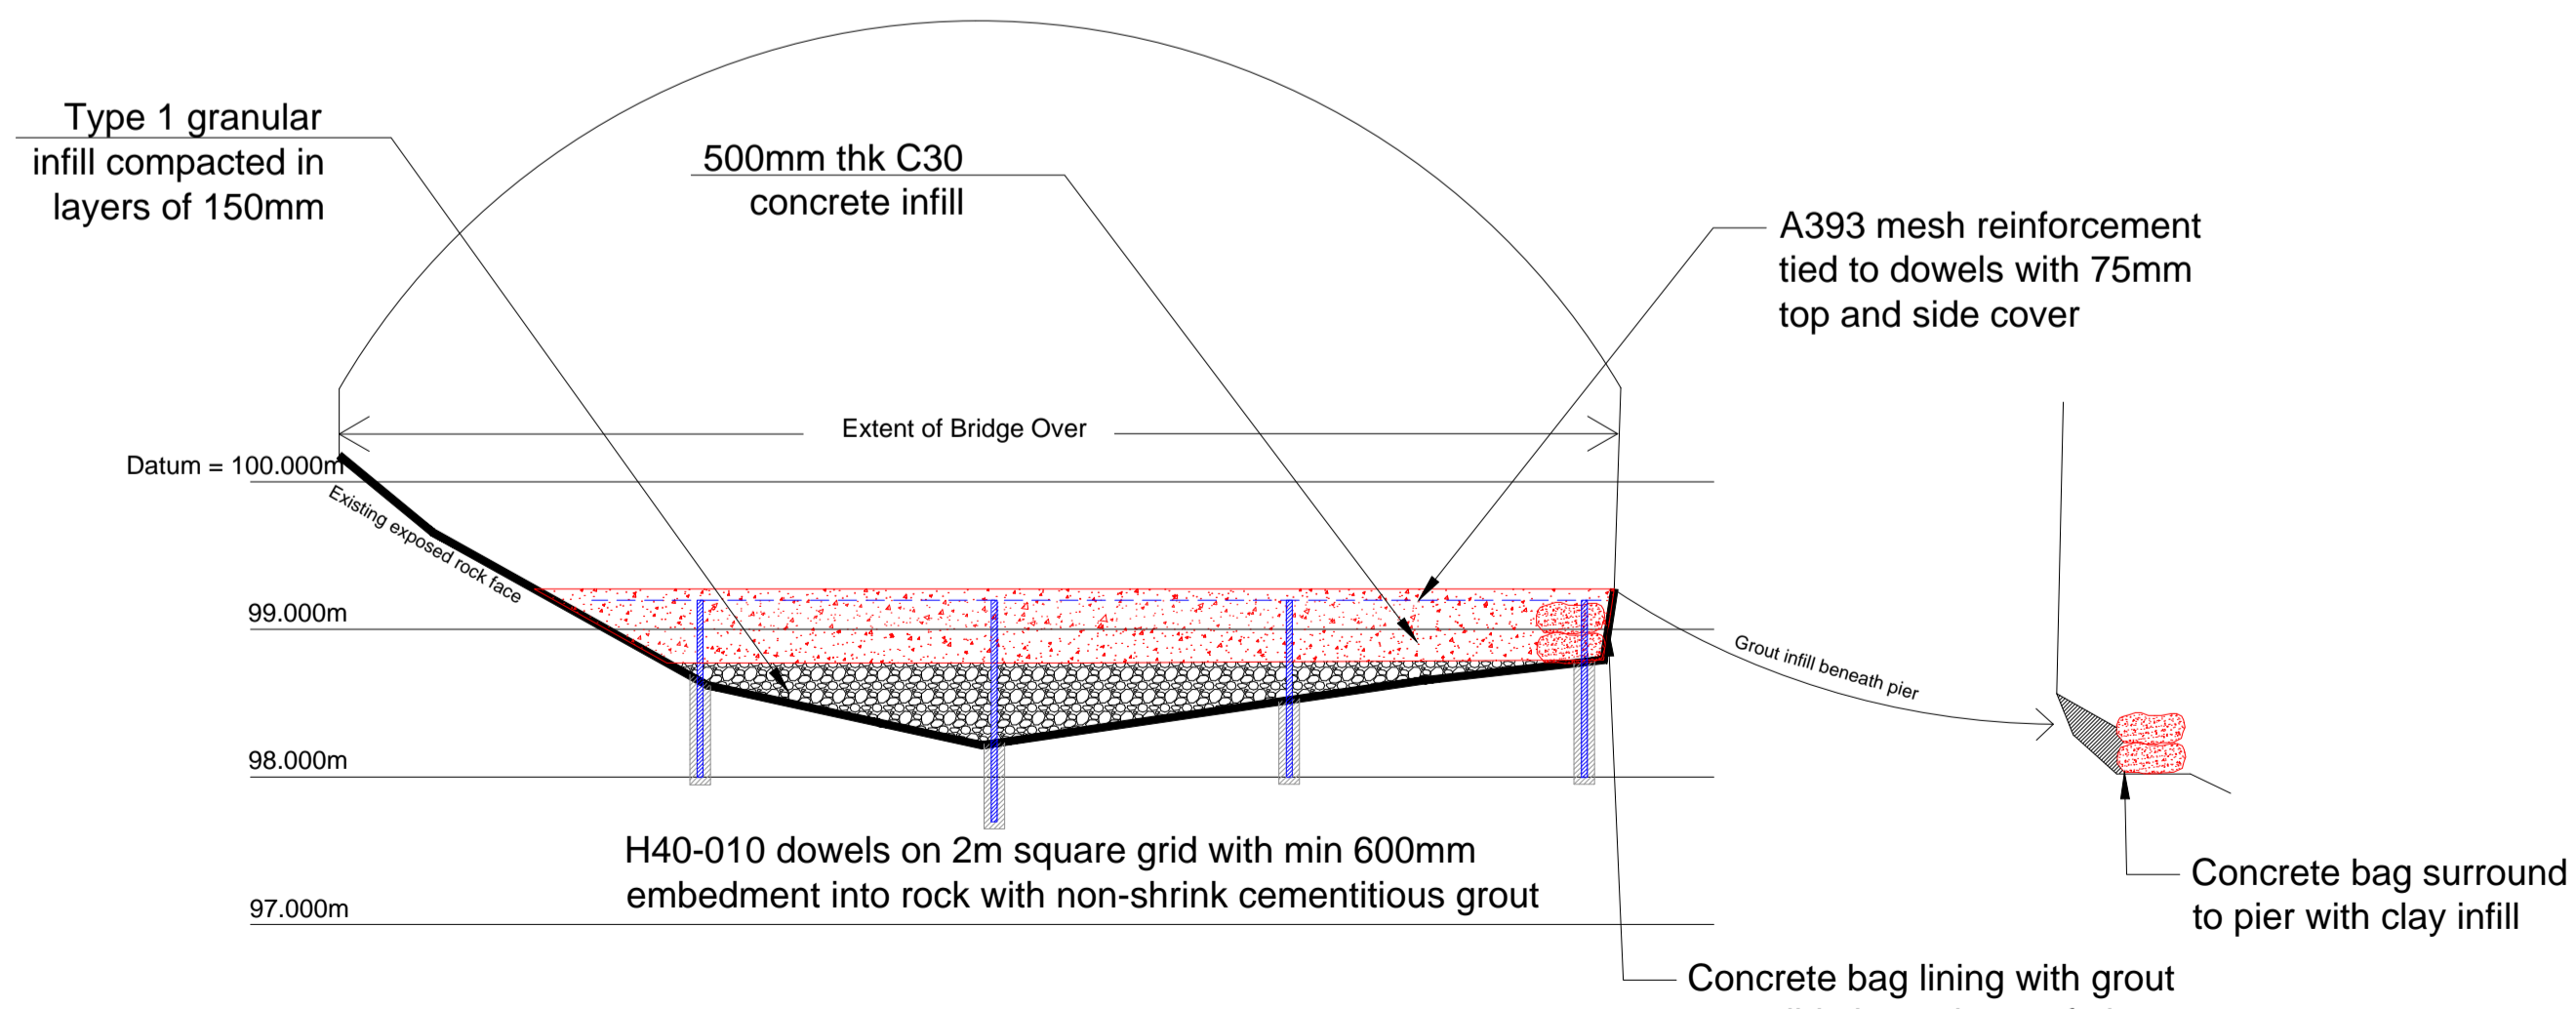 Type 1 granular
infill compacted in
layers of 150mm
500mm thk C30
concrete infill
A393 mesh reinforcement
tied to dowels with 75mm
top and side cover
Extent of Bridge Over
Datum = 100.000m
Existing exposed rock face
99.000m
Grout infill beneath pier
98.000m
H40-010 dowels on 2m square grid with min 600mm
embedment into rock with non-shrink cementitious grout
97.000m
Concrete bag surround
to pier with clay infill
Concrete bag lining with grout